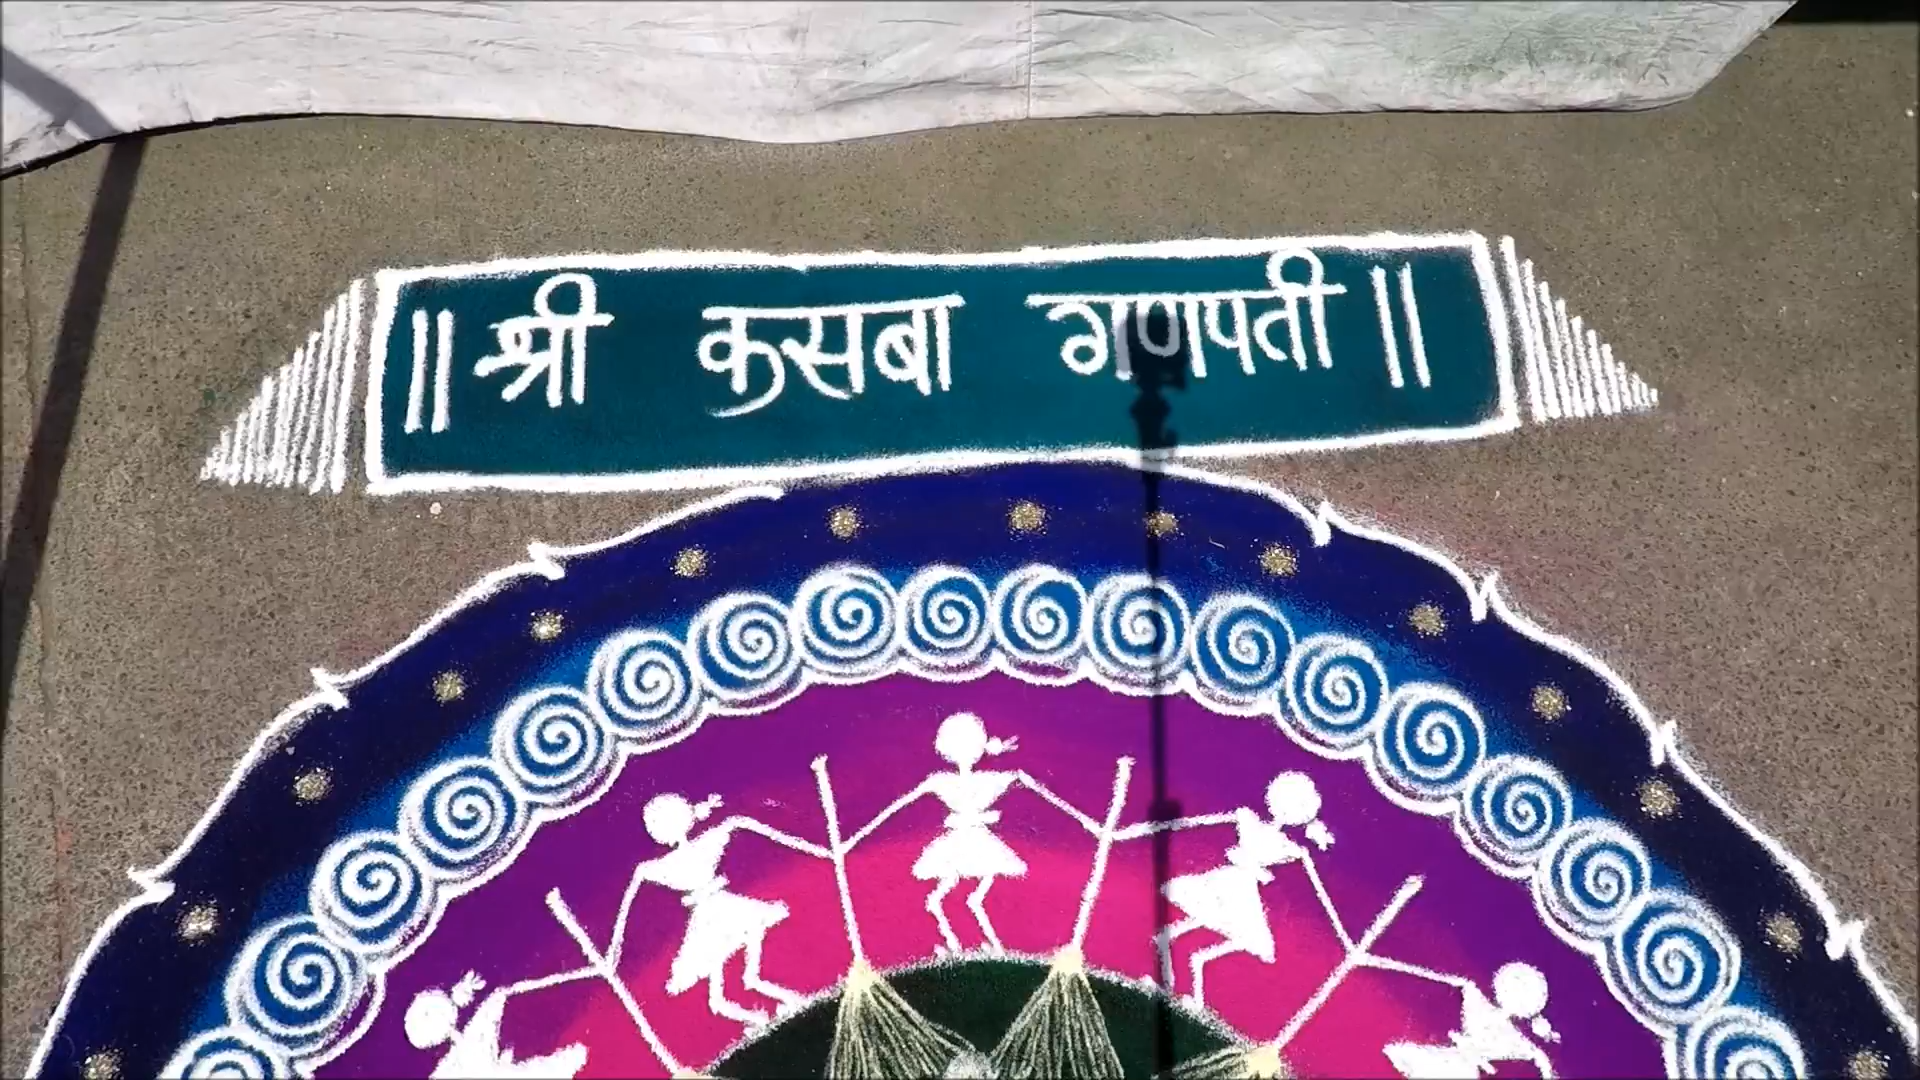 || श्री कसबा गणपती ||